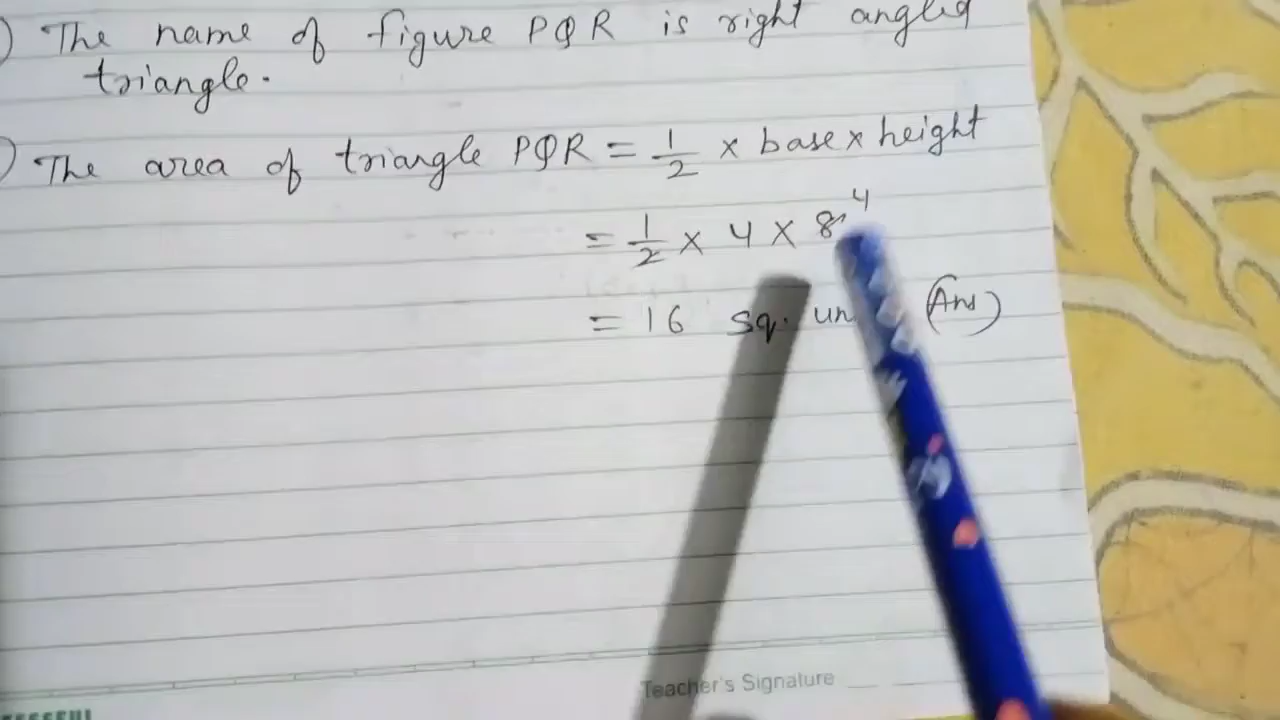 ) The name of figure PQR is right angled
triangle.
) The area of triangle PQR = 1/2 × base × height
= 1/2 × 4 × 8 4
= 16 sq. un (Ans)
Teacher's Signature